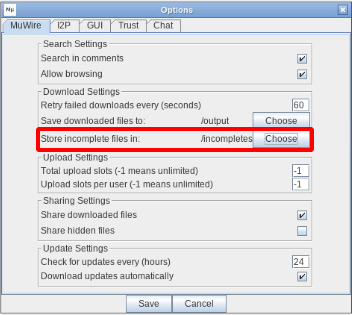 Options
MuWire I2P GUI Trust Chat
Search Settings
Search in comments
Allow browsing
Download Settings
Retry failed downloads every (seconds) 60
Save downloaded files to: /output Choose
Store incomplete files in: /incompletes Choose
Upload Settings
Total upload slots (-1 means unlimited) -1
Upload slots per user (-1 means unlimited) -1
Sharing Settings
Share downloaded files
Share hidden files
Update Settings
Check for updates every (hours) 24
Download updates automatically
Save Cancel